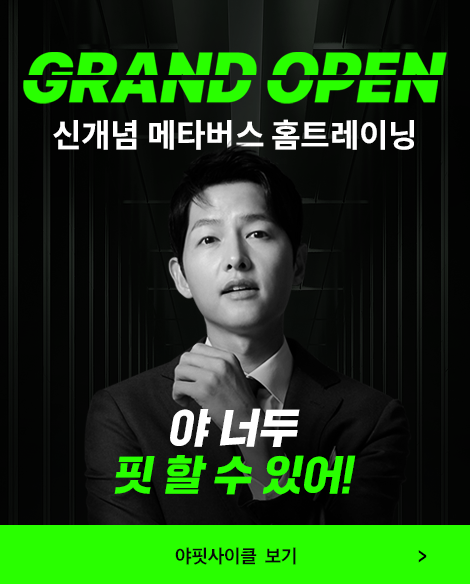 GRAND OPEN
신개념 메타버스 홈트레이닝
야 너두
핏 할 수 있어!
야핏사이클 보기 >